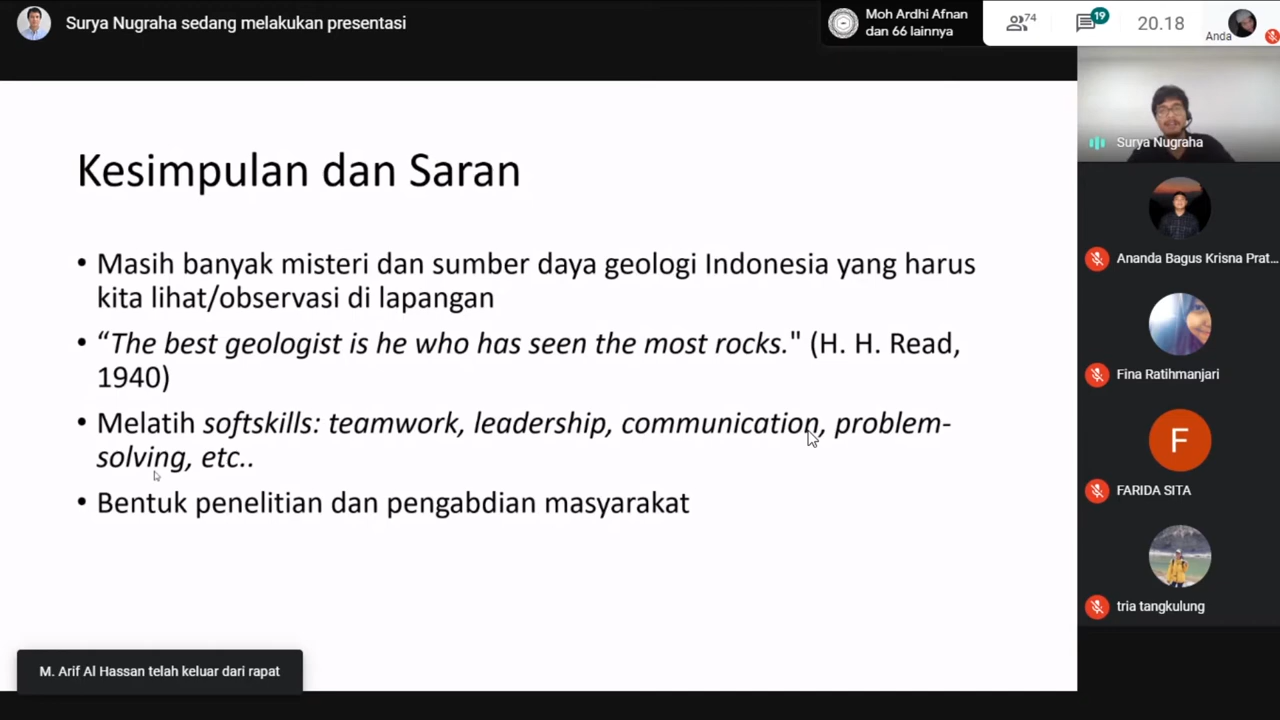 Surya Nugraha sedang melakukan presentasi
Moh Ardhi Afnan
dan 66 lainnya
74
19
20.18
Anda
Kesimpulan dan Saran
• Masih banyak misteri dan sumber daya geologi Indonesia yang harus
kita lihat/observasi di lapangan
• “The best geologist is he who has seen the most rocks." (H. H. Read,
1940)
• Melatih softskills: teamwork, leadership, communication, problem-
solving, etc..
• Bentuk penelitian dan pengabdian masyarakat
Surya Nugraha
Ananda Bagus Krisna Prat...
Fina Ratihmanjari
F
FARIDA SITA
tria tangkulung
M. Arif Al Hassan telah keluar dari rapat